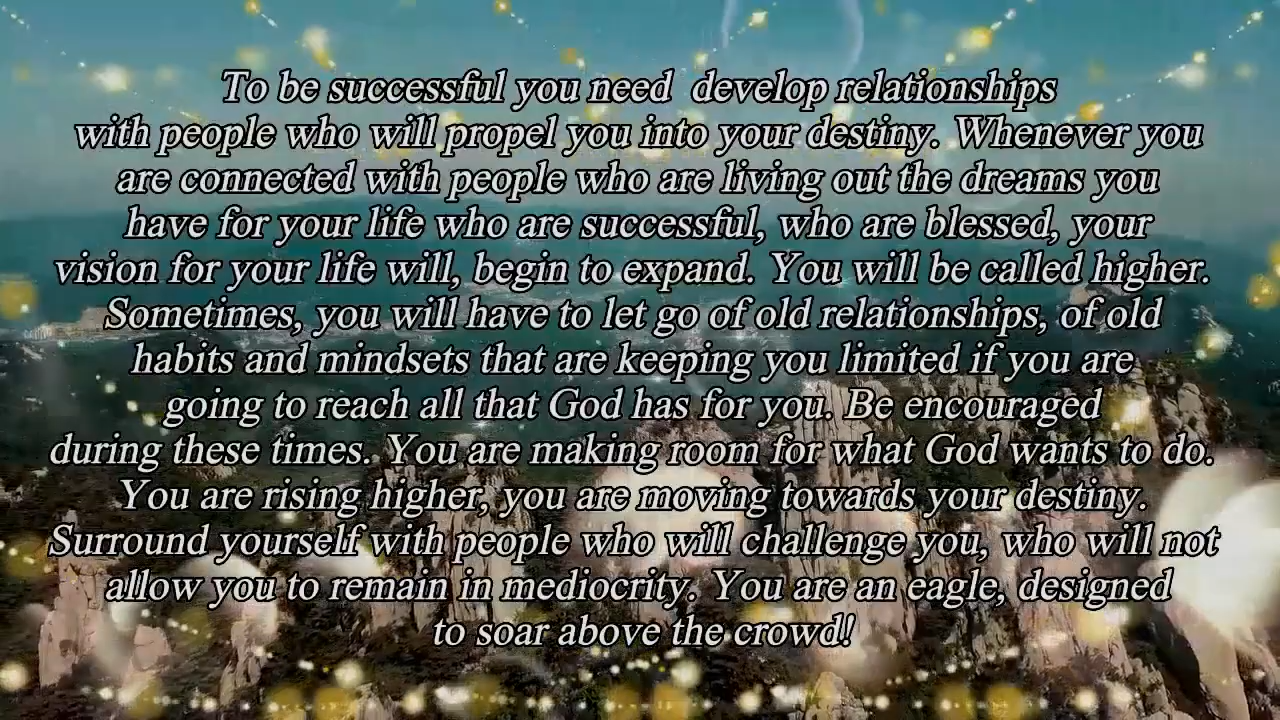 To be successful you need  develop relationships
with people who will propel you into your destiny. Whenever you
are connected with people who are living out the dreams you
have for your life who are successful, who are blessed, your
vision for your life will, begin to expand. You will be called higher.
Sometimes, you will have to let go of old relationships, of old
habits and mindsets that are keeping you limited if you are
going to reach all that God has for you. Be encouraged
during these times. You are making room for what God wants to do.
You are rising higher, you are moving towards your destiny.
Surround yourself with people who will challenge you, who will not
allow you to remain in mediocrity. You are an eagle, designed
to soar above the crowd!